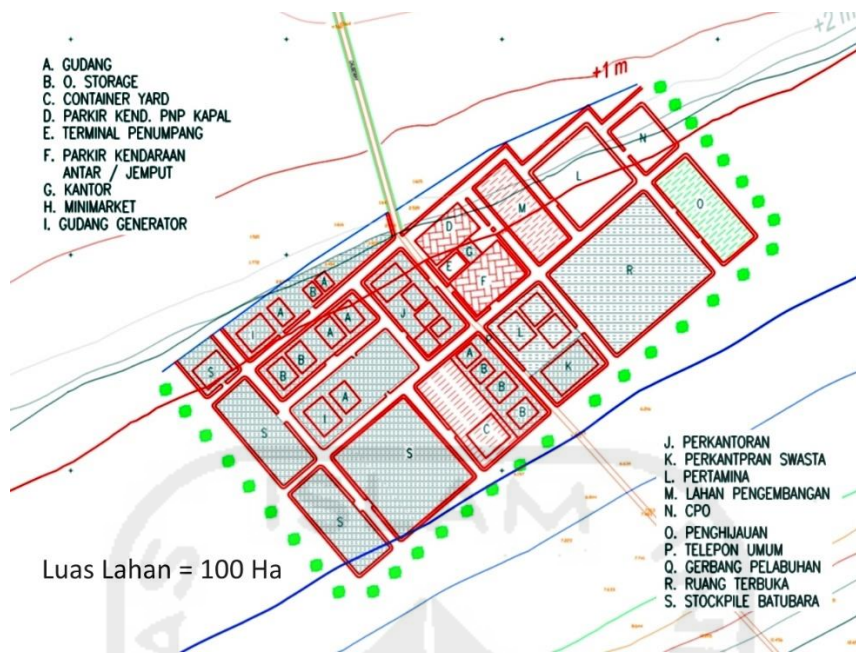 +2 m
+1 m
A. GUDANG
B. O. STORAGE
C. CONTAINER YARD
D. PARKIR KEND. PNP KAPAL
E. TERMINAL PENUMPANG
F. PARKIR KENDARAAN
ANTAR / JEMPUT
G. KANTOR
H. MINIMARKET
I. GUDANG GENERATOR
N
L
M
O
D
G
E
F
R
B A
A
I
J
A A
B B
S
L
P
K
A
B
B
B
C
I A
S
S
S
J. PERKANTORAN
K. PERKANTPRAN SWASTA
L. PERTAMINA
M. LAHAN PENGEMBANGAN
N. CPO
O. PENGHIJAUAN
P. TELEPON UMUM
Q. GERBANG PELABUHAN
R. RUANG TERBUKA
S. STOCKPILE BATUBARA
Luas Lahan = 100 Ha
ISLAM